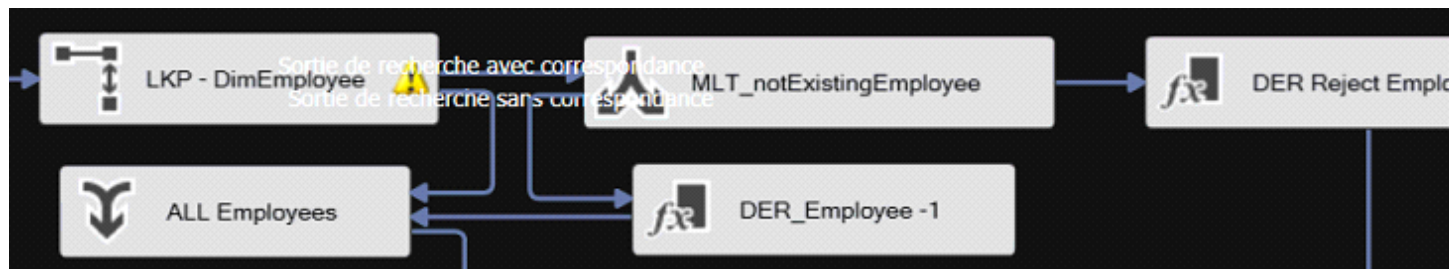 Sortie de recherche avec correspondance
LKP - DimEmployee
MLT_notExistingEmployee
DER Reject Emplo
Sortie de recherche sans correspondance
ALL Employees
DER_Employee -1